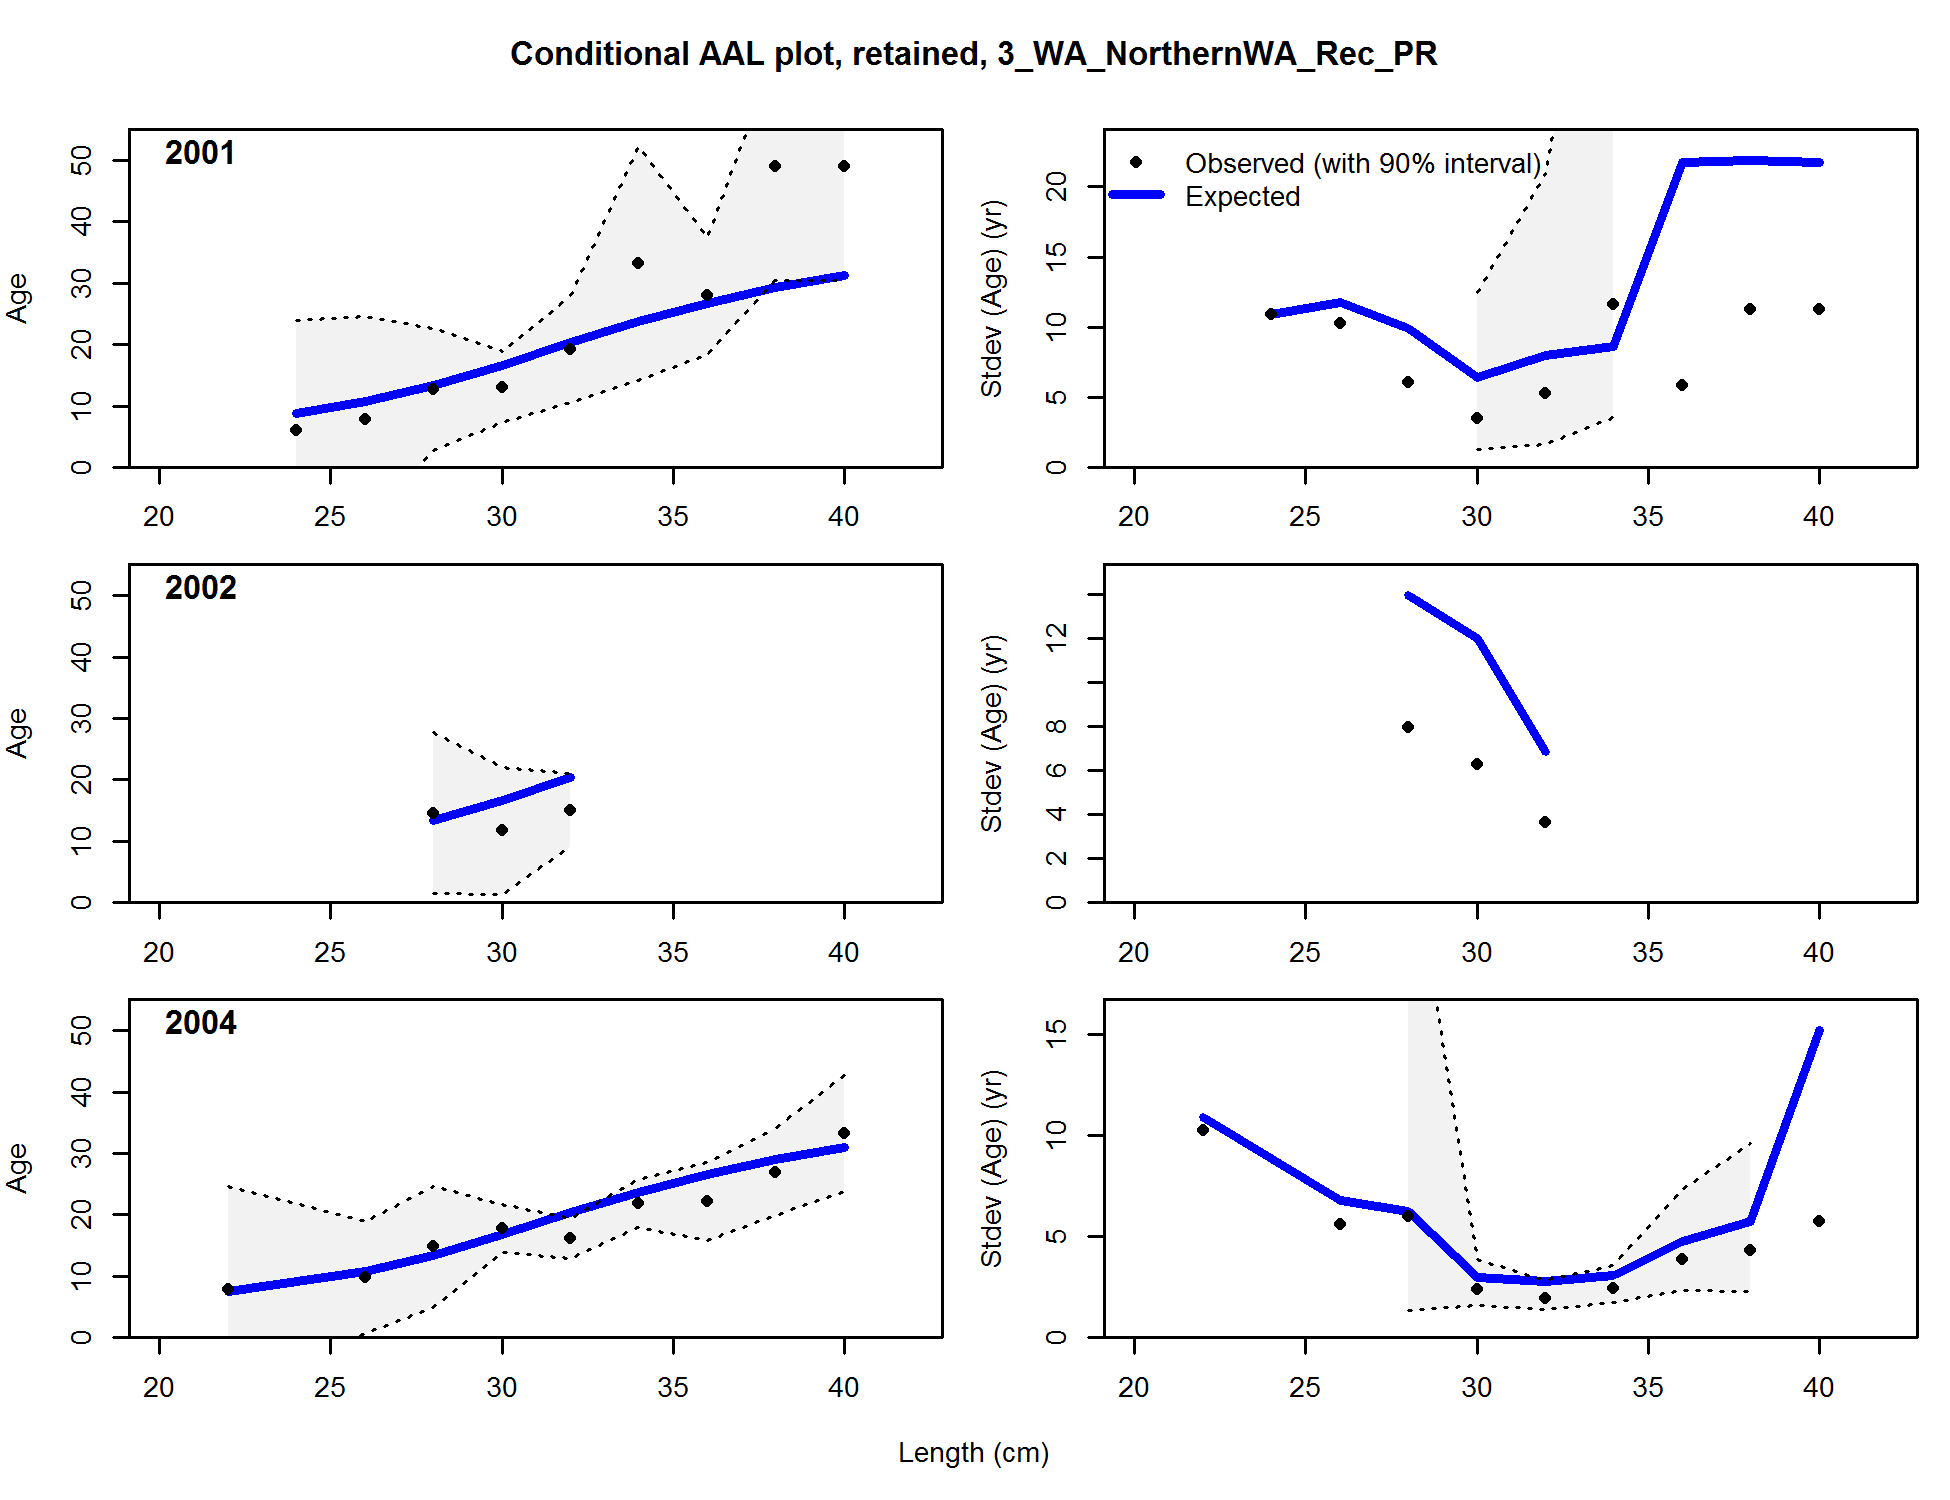 Conditional AAL plot, retained, 3_WA_NorthernWA_Rec_PR
2001
Age
0 10 20 30 40 50
20 25 30 35 40
Observed (with 90% interval)
Expected
Stdev (Age) (yr)
0 5 10 15 20
20 25 30 35 40
2002
Age
0 10 20 30 40 50
20 25 30 35 40
Stdev (Age) (yr)
0 2 4 6 8 12
20 25 30 35 40
2004
Age
0 10 20 30 40 50
20 25 30 35 40
Stdev (Age) (yr)
0 5 10 15
20 25 30 35 40
Length (cm)